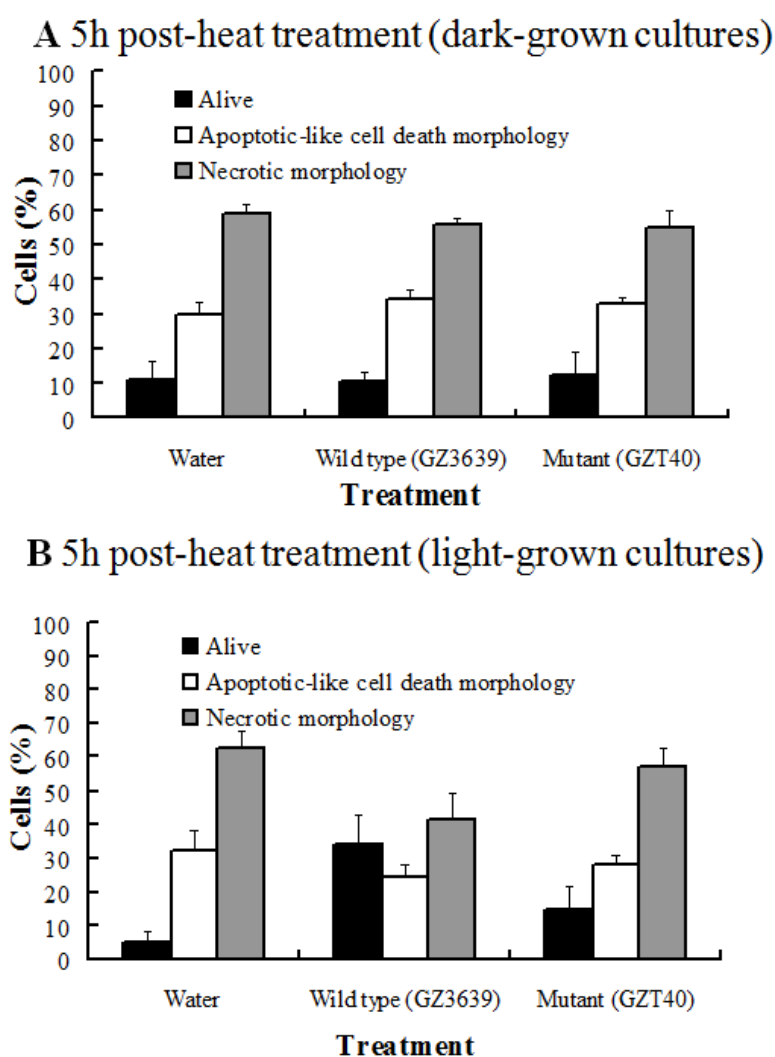 A 5h post-heat treatment (dark-grown cultures)
100
90
80
70
60
50
40
30
20
10
0
Cells (%)
Alive
Apoptotic-like cell death morphology
Necrotic morphology
Water
Wild type (GZ3639)
Mutant (GZT40)
Treatment
B 5h post-heat treatment (light-grown cultures)
100
90
80
70
60
50
40
30
20
10
0
Cells (%)
Alive
Apoptotic-like cell death morphology
Necrotic morphology
Water
Wild type (GZ3639)
Mutant (GZT40)
Treatment